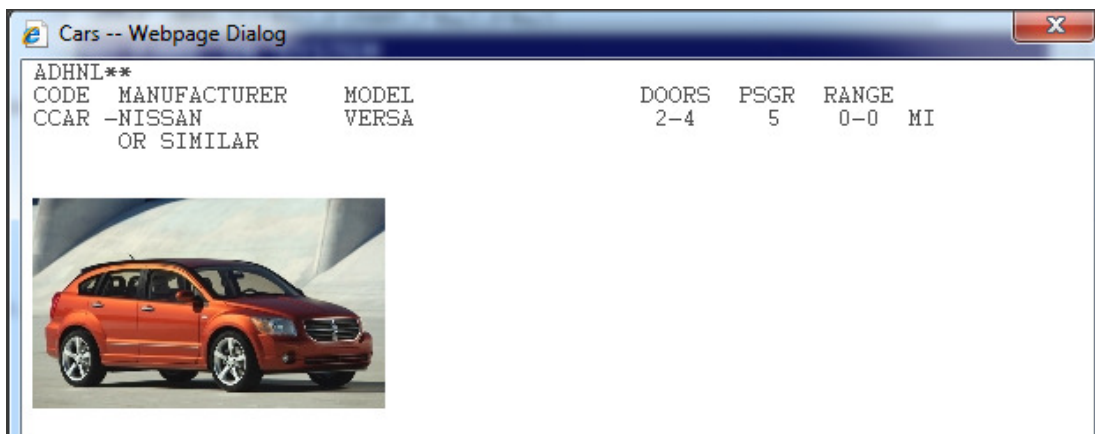 Cars -- Webpage Dialog
ADHNL**
CODE MANUFACTURER MODEL DOORS PSGR RANGE
CCAR -NISSAN VERSA 2-4 5 0-0 MI
OR SIMILAR